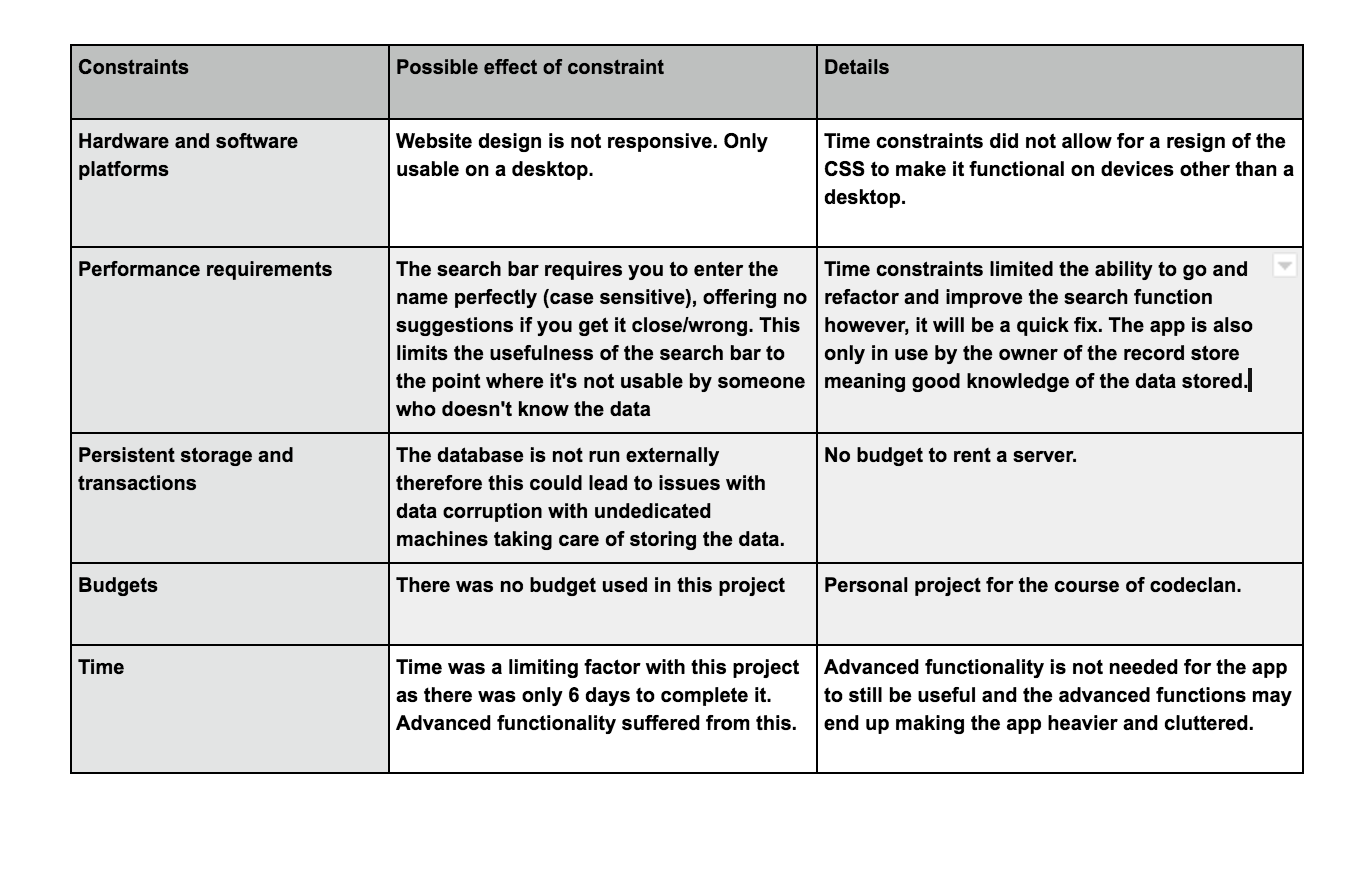 Constraints
Possible effect of constraint
Details
Hardware and software
platforms
Website design is not responsive. Only
usable on a desktop.
Time constraints did not allow for a resign of the
CSS to make it functional on devices other than a
desktop.
Performance requirements
The search bar requires you to enter the
name perfectly (case sensitive), offering no
suggestions if you get it close/wrong. This
limits the usefulness of the search bar to
the point where it's not usable by someone
who doesn't know the data
Time constraints limited the ability to go and
refactor and improve the search function
however, it will be a quick fix. The app is also
only in use by the owner of the record store
meaning good knowledge of the data stored.
Persistent storage and
transactions
The database is not run externally
therefore this could lead to issues with
data corruption with undedicated
machines taking care of storing the data.
No budget to rent a server.
Budgets
There was no budget used in this project
Personal project for the course of codeclan.
Time
Time was a limiting factor with this project
as there was only 6 days to complete it.
Advanced functionality suffered from this.
Advanced functionality is not needed for the app
to still be useful and the advanced functions may
end up making the app heavier and cluttered.